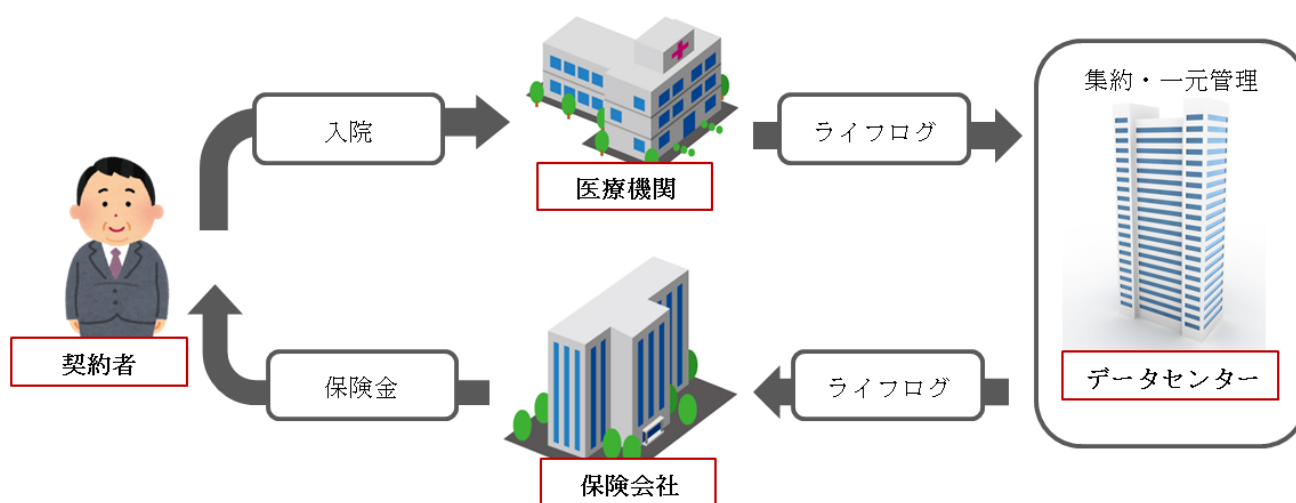 集約・一元管理
入院
ライフログ
医療機関
契約者
データセンター
保険金
ライフログ
保険会社